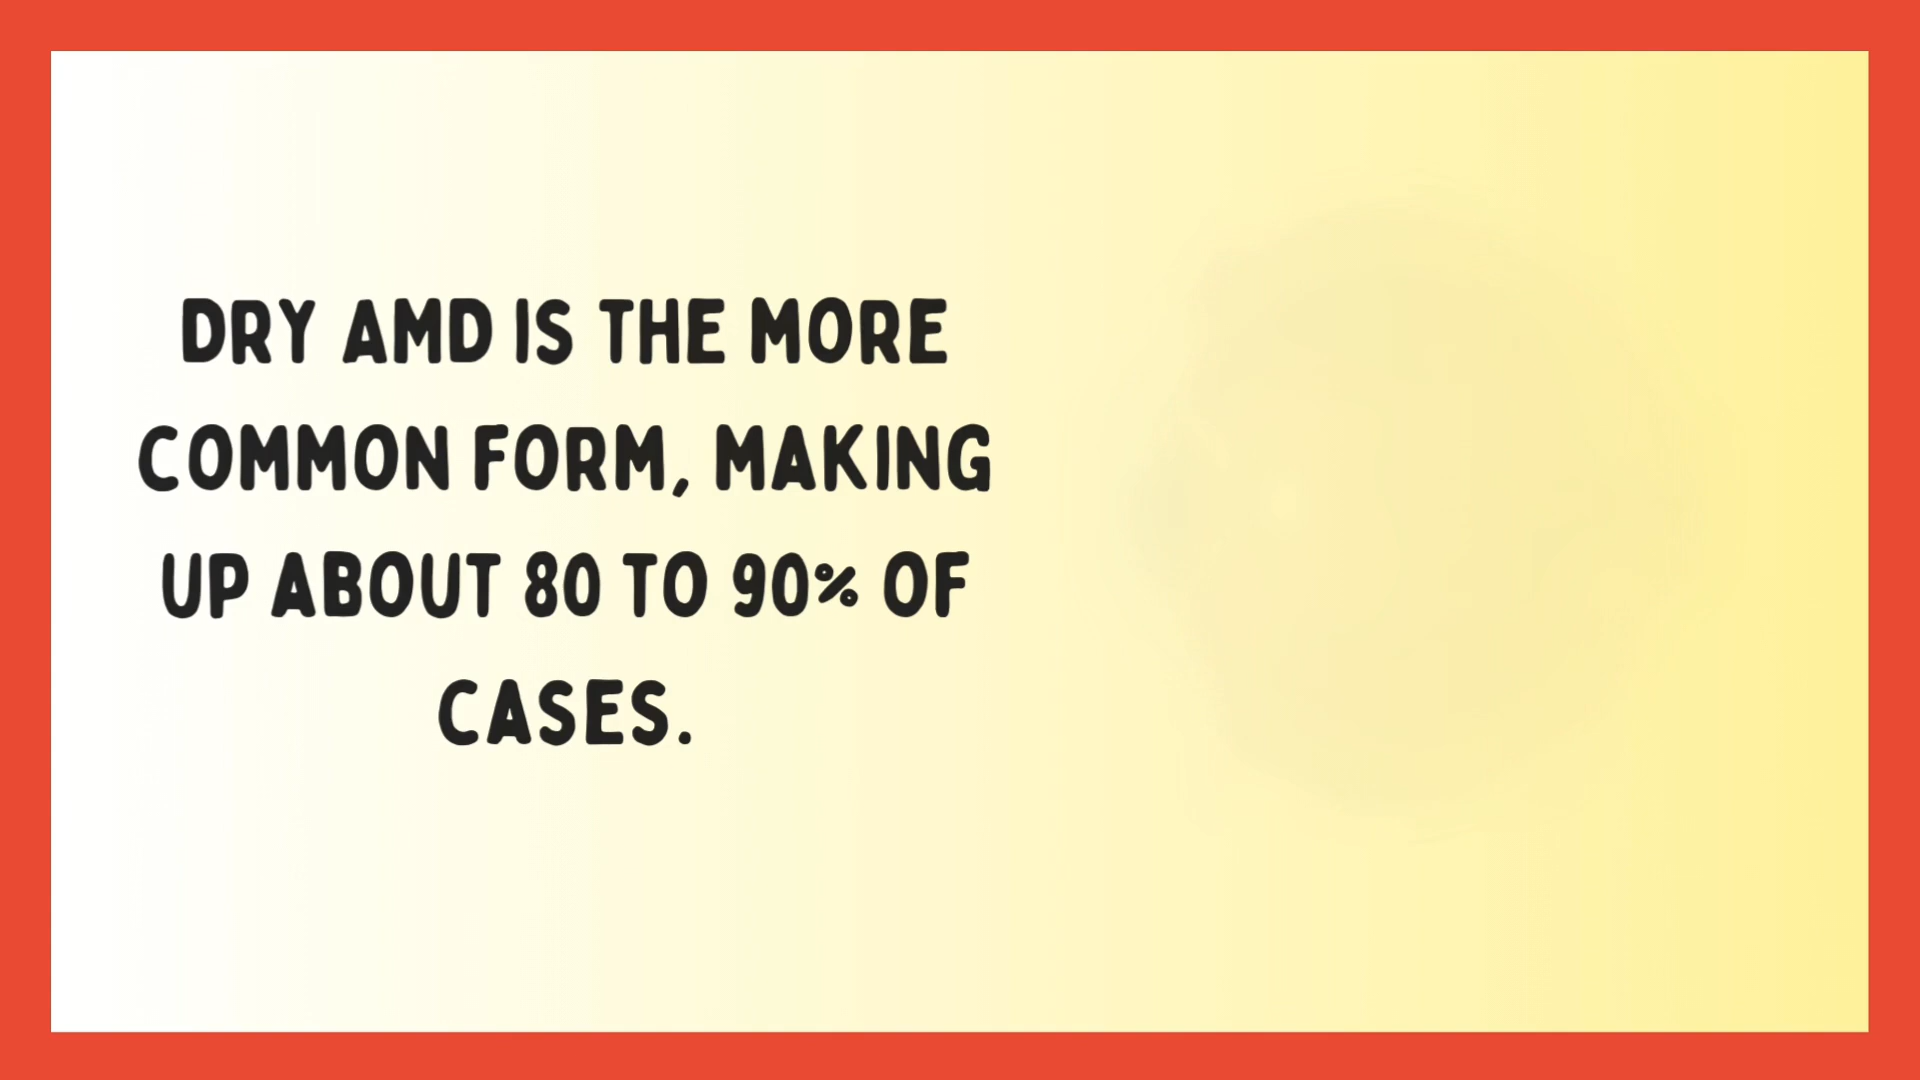 DRY AMD IS THE MORE
COMMON FORM, MAKING
UP ABOUT 80 TO 90% OF
CASES.